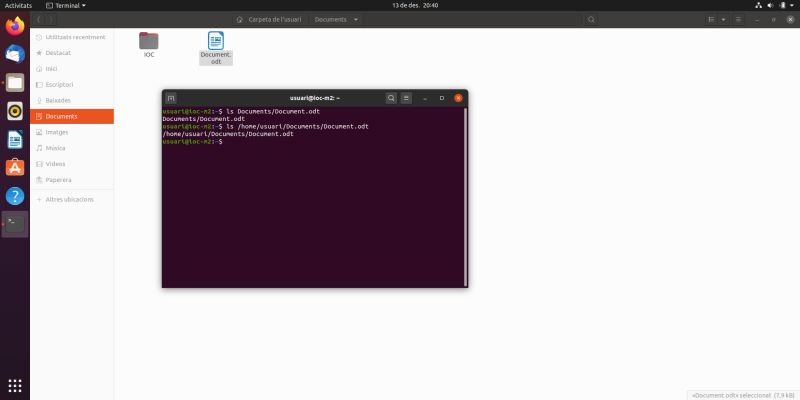 Activitats
Terminal
13 de des. 20:40
Carpeta de l'usuari
Documents
Utilitzats recentment
Destacat
Inici
Escriptori
Baixades
Documents
Imatges
Música
Vídeos
Paperera
Altres ubicacions
IOC
Document.
odt
usuari@ioc-m2: ~
usuari@ioc-m2:~$ ls Documents/Document.odt
Documents/Document.odt
usuari@ioc-m2:~$ ls /home/usuari/Documents/Document.odt
/home/usuari/Documents/Document.odt
usuari@ioc-m2:~$
«Document.odt» seleccionat (7,9 kB)